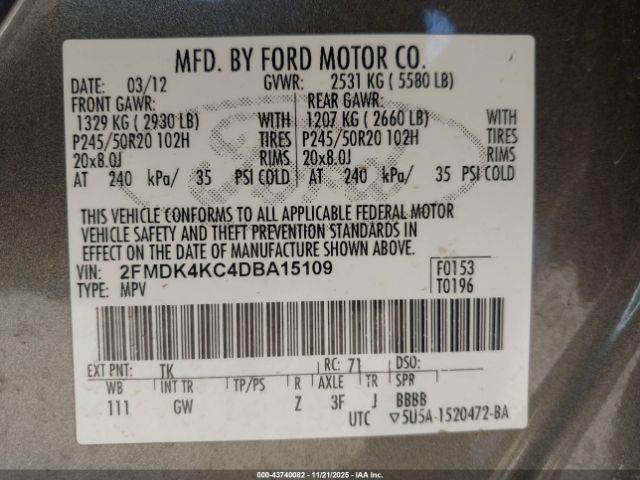 MFD. BY FORD MOTOR CO.
DATE: 03/12 GVWR: 2531 KG ( 5580 LB)
FRONT GAWR: REAR GAWR:
1329 KG ( 2930 LB) WITH 1207 KG ( 2660 LB) WITH
P245/50R20 102H TIRES P245/50R20 102H TIRES
20x8.0J RIMS 20x8.0J RIMS
AT 240 kPa/ 35 PSI COLD AT 240 kPa/ 35 PSI COLD
THIS VEHICLE CONFORMS TO ALL APPLICABLE FEDERAL MOTOR
VEHICLE SAFETY AND THEFT PREVENTION STANDARDS IN
EFFECT ON THE DATE OF MANUFACTURE SHOWN ABOVE.
VIN: 2FMDK4KC4DBA15109 F0153
TYPE: MPV T0196
EXT PNT: TK RC: 71 DSO:
WB INT TR TP/PS R AXLE TR SPR
111 GW Z 3F J BBBB
UTC ▽5U5A-1520472-BA
Ford
000-43740082 - 11/21/2025 - IAAI.COM